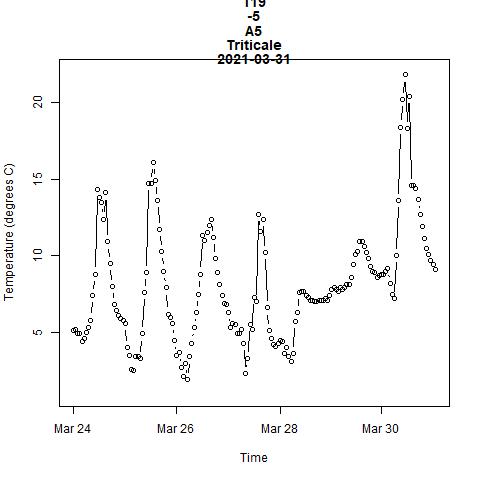 T19
-5
A5
Triticale
2021-03-31
Temperature (degrees C)
20
15
10
5
Mar 24
Mar 26
Mar 28
Mar 30
Time